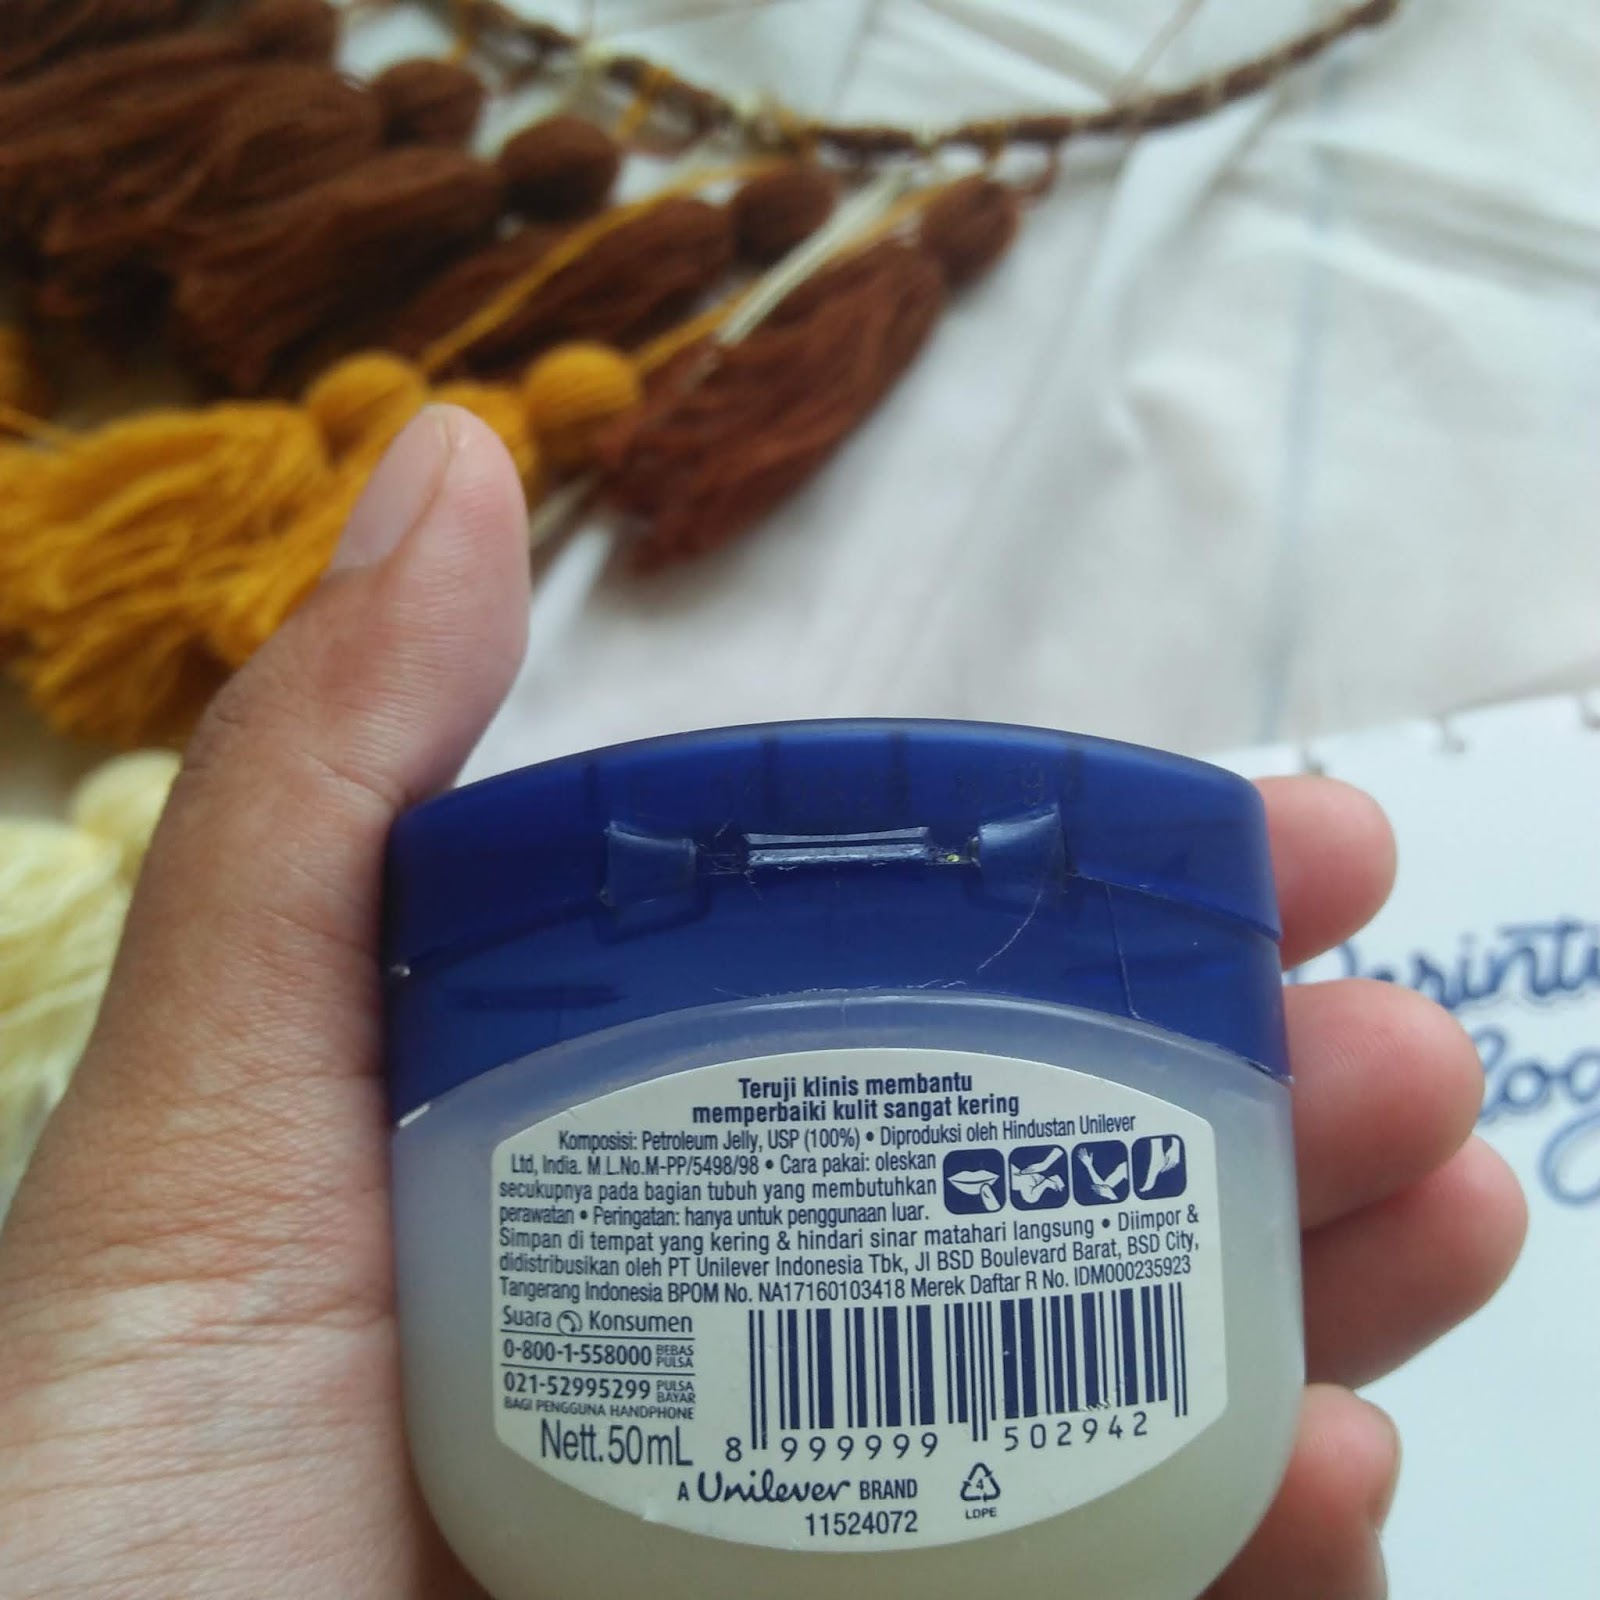 Teruji klinis membantu
memperbaiki kulit sangat kering
Komposisi: Petroleum Jelly, USP (100%) • Diproduksi oleh Hindustan Unilever
Ltd, India. M L.No.M-PP/5498/98 • Cara pakai: oleskan
secukupnya pada bagian tubuh yang membutuhkan
perawatan • Peringatan: hanya untuk penggunaan luar.
Simpan di tempat yang kering & hindari sinar matahari langsung • Diimpor &
didistribusikan oleh PT Unilever Indonesia Tbk, Jl BSD Boulevard Barat, BSD City,
Tangerang Indonesia BPOM No. NA17160103418 Merek Daftar R No. IDM000235923
Suara Konsumen
0-800-1-558000 BEBAS PULSA
021-52995299 PULSA BAYAR
BAGI PENGGUNA HANDPHONE
Nett.50mL
8 999999 502942
A Unilever BRAND
4
LDPE
11524072